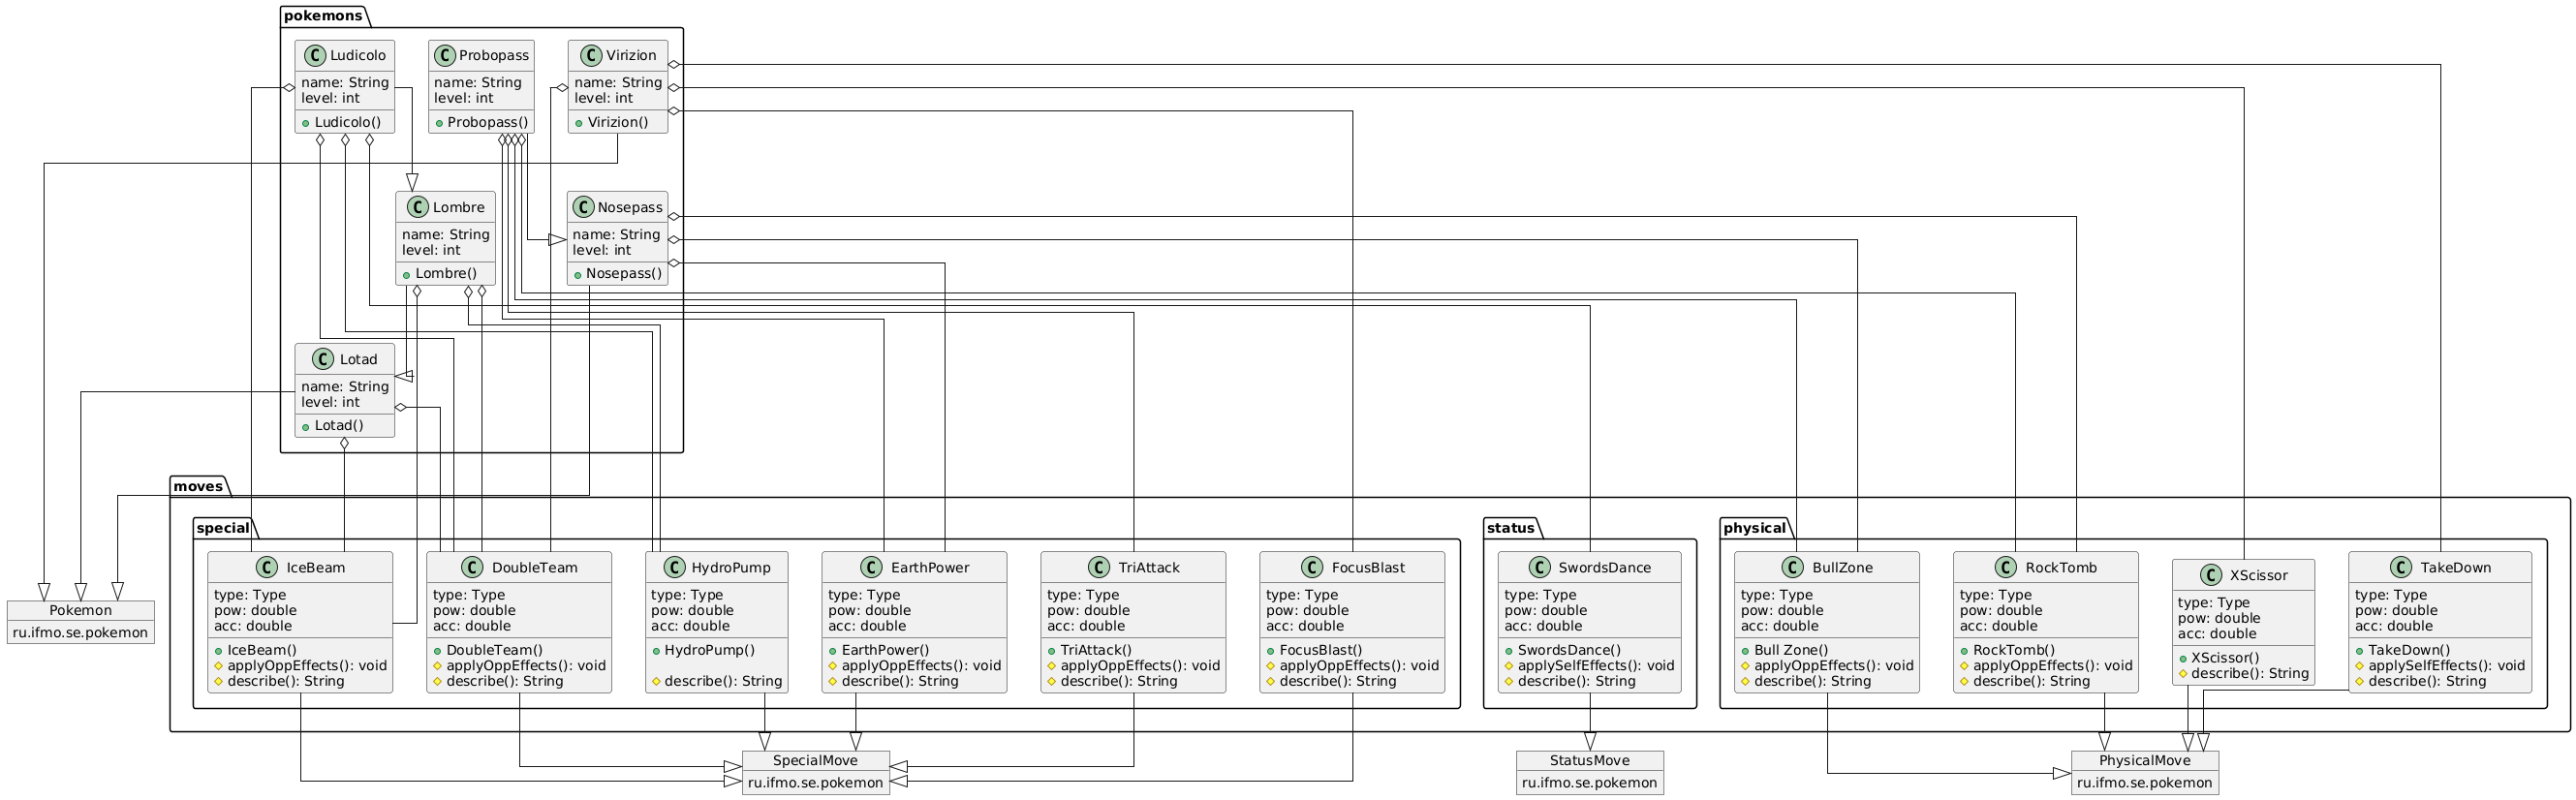 pokemons
C Ludicolo
name: String
level: int
Ludicolo()
C Probopass
name: String
level: int
Probopass()
C Virizion
name: String
level: int
Virizion()
C Lombre
name: String
level: int
Lombre()
C Nosepass
name: String
level: int
Nosepass()
C Lotad
name: String
level: int
Lotad()
moves
special
C IceBeam
type: Type
pow: double
acc: double
IceBeam()
applyOppEffects(): void
describe(): String
C DoubleTeam
type: Type
pow: double
acc: double
DoubleTeam()
applyOppEffects(): void
describe(): String
C HydroPump
type: Type
pow: double
acc: double
HydroPump()
describe(): String
C EarthPower
type: Type
pow: double
acc: double
EarthPower()
applyOppEffects(): void
describe(): String
C TriAttack
type: Type
pow: double
acc: double
TriAttack()
applyOppEffects(): void
describe(): String
C FocusBlast
type: Type
pow: double
acc: double
FocusBlast()
applyOppEffects(): void
describe(): String
status
C SwordsDance
type: Type
pow: double
acc: double
SwordsDance()
applySelfEffects(): void
describe(): String
physical
C BullZone
type: Type
pow: double
acc: double
Bull Zone()
applyOppEffects(): void
describe(): String
C RockTomb
type: Type
pow: double
acc: double
RockTomb()
applyOppEffects(): void
describe(): String
C XScissor
type: Type
pow: double
acc: double
XScissor()
describe(): String
C TakeDown
type: Type
pow: double
acc: double
TakeDown()
applySelfEffects(): void
describe(): String
Pokemon
ru.ifmo.se.pokemon
SpecialMove
ru.ifmo.se.pokemon
StatusMove
ru.ifmo.se.pokemon
PhysicalMove
ru.ifmo.se.pokemon